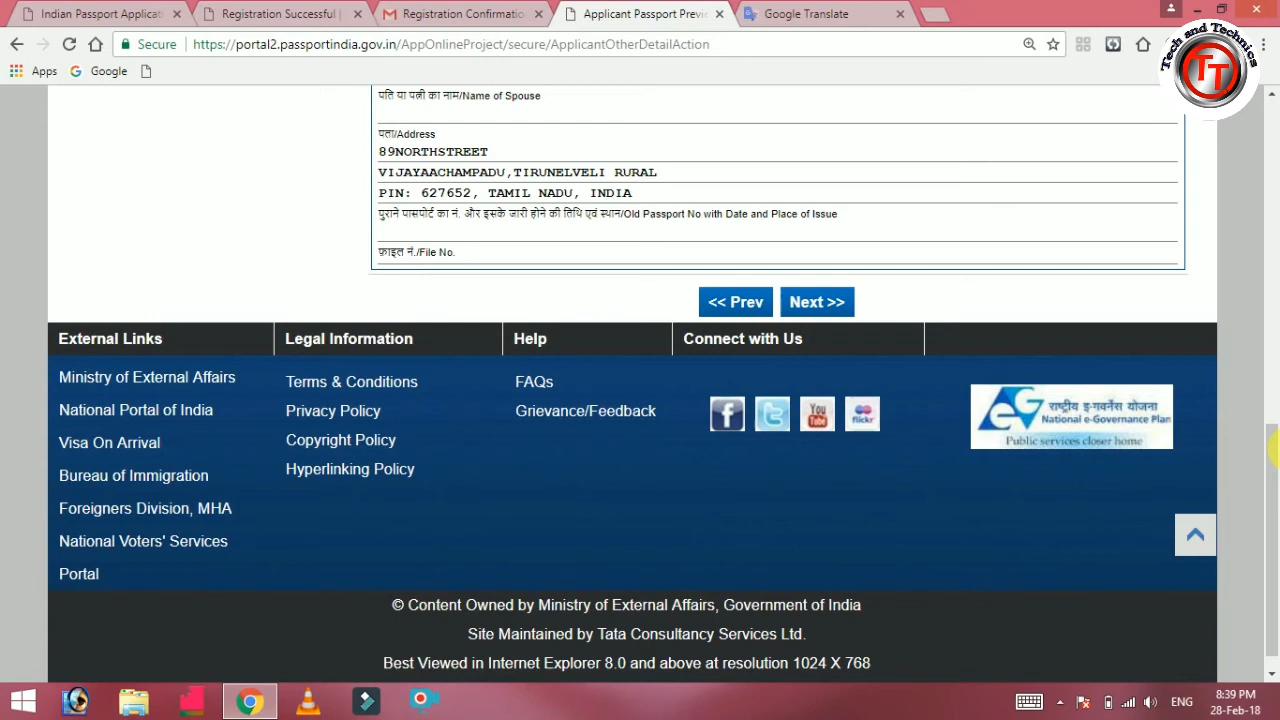 Indian Passport Applicati
Registration Successful |
Registration Confirmatio
Applicant Passport Previe
Google Translate
Secure
https://portal2.passportindia.gov.in/AppOnlineProject/secure/ApplicantOtherDetailAction
Apps
Google
Tech and Technics
TT
पति या पत्नी का नाम/Name of Spouse
पता/Address
89NORTHSTREET
VIJAYAACHAMPADU,TIRUNELVELI RURAL
PIN: 627652, TAMIL NADU, INDIA
पुराने पासपोर्ट का नं. और इसके जारी होने की तिथि एवं स्थान/Old Passport No with Date and Place of Issue
फ़ाइल नं./File No.
<< Prev
Next >>
External Links
Legal Information
Help
Connect with Us
Ministry of External Affairs
National Portal of India
Visa On Arrival
Bureau of Immigration
Foreigners Division, MHA
National Voters' Services
Portal
Terms & Conditions
Privacy Policy
Copyright Policy
Hyperlinking Policy
FAQs
Grievance/Feedback
You
Tube
flickr
राष्ट्रीय इ-गवर्नेंस योजना
National e-Governance Plan
Public services closer home
© Content Owned by Ministry of External Affairs, Government of India
Site Maintained by Tata Consultancy Services Ltd.
Best Viewed in Internet Explorer 8.0 and above at resolution 1024 X 768
ENG
8:39 PM
28-Feb-18